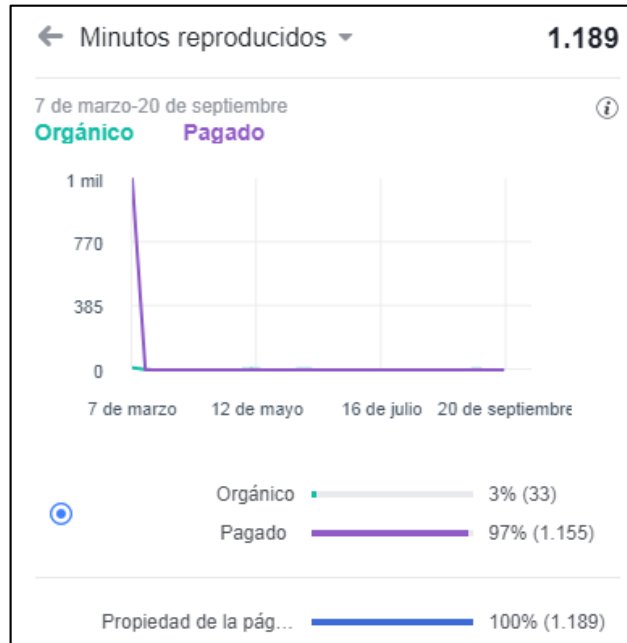 Minutos reproducidos 1.189
7 de marzo-20 de septiembre
Orgánico Pagado
1 mil
770
385
0
7 de marzo 12 de mayo 16 de julio 20 de septiembre
Orgánico 3% (33)
Pagado 97% (1.155)
Propiedad de la pág... 100% (1.189)